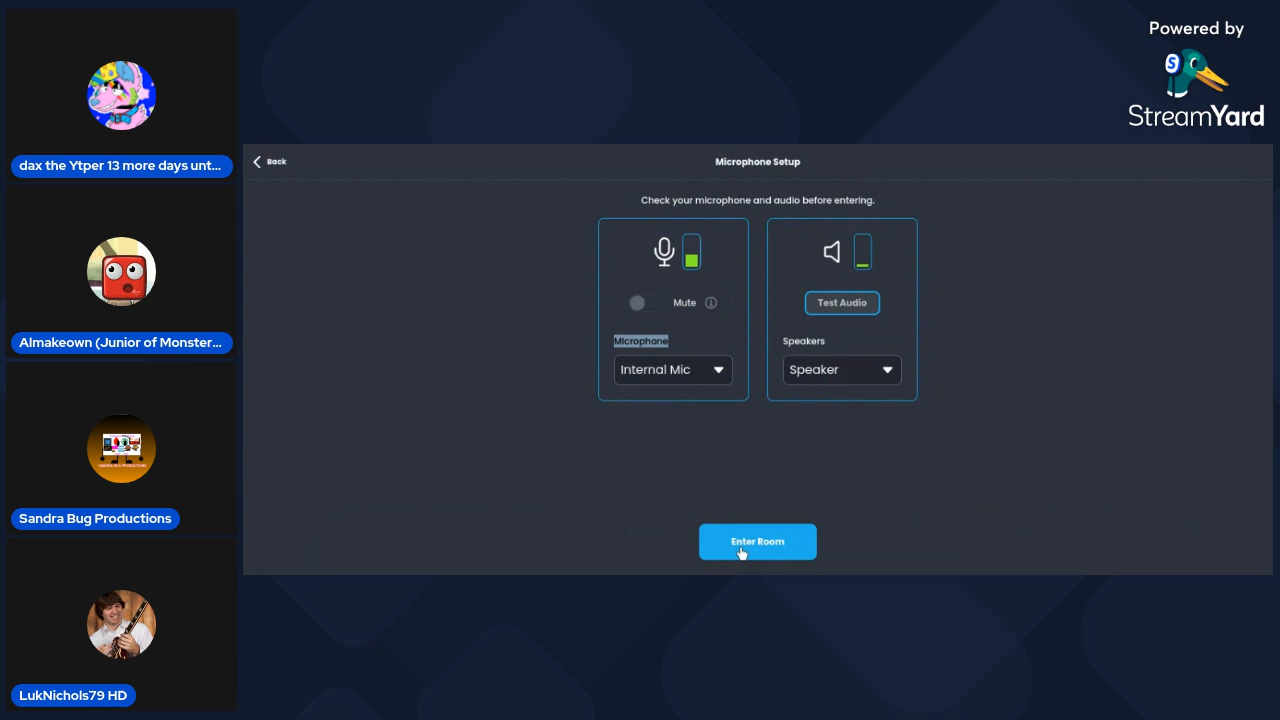 Powered by
StreamYard
dax the Ytper 13 more days unt...
Almakeown (Junior of Monster...
Sandra Bug Productions
LukNichols79 HD
Back
Microphone Setup
Check your microphone and audio before entering.
Mute
Test Audio
Microphone
Speakers
Internal Mic
Speaker
Enter Room